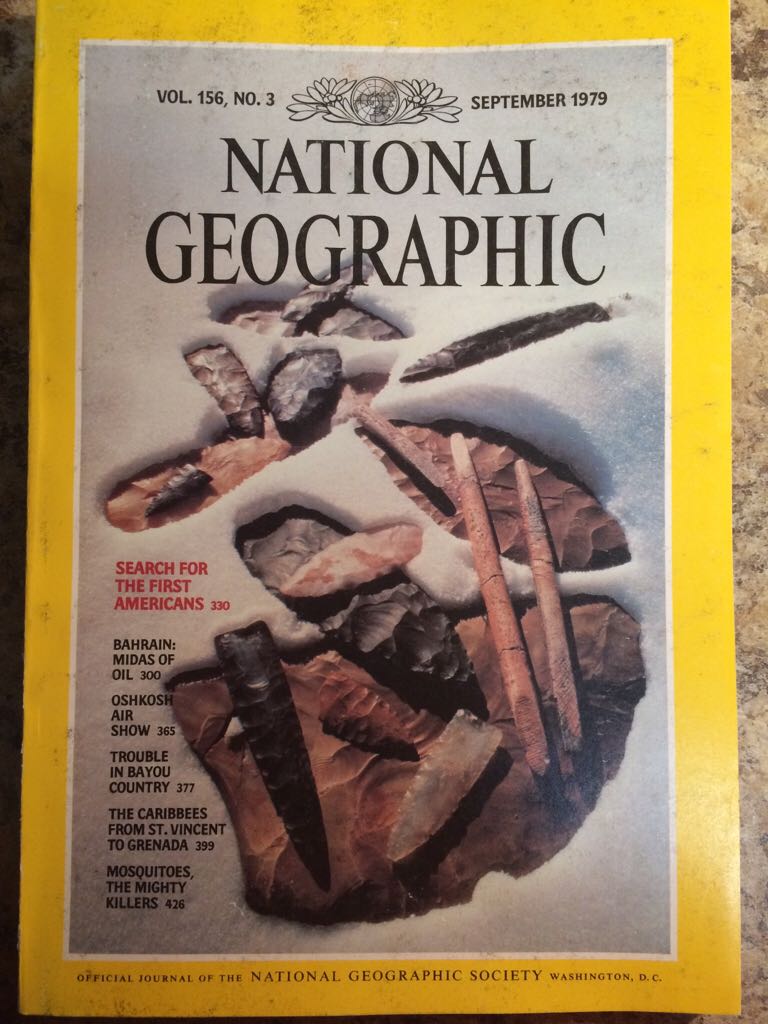 VOL. 156, NO. 3 SEPTEMBER 1979
NATIONAL
GEOGRAPHIC
SEARCH FOR
THE FIRST
AMERICANS 330
BAHRAIN:
MIDAS OF
OIL 300
OSHKOSH
AIR
SHOW 365
TROUBLE
IN BAYOU
COUNTRY 377
THE CARIBBEES
FROM ST. VINCENT
TO GRENADA 399
MOSQUITOES,
THE MIGHTY
KILLERS 426
OFFICIAL JOURNAL OF THE NATIONAL GEOGRAPHIC SOCIETY WASHINGTON, D.C.